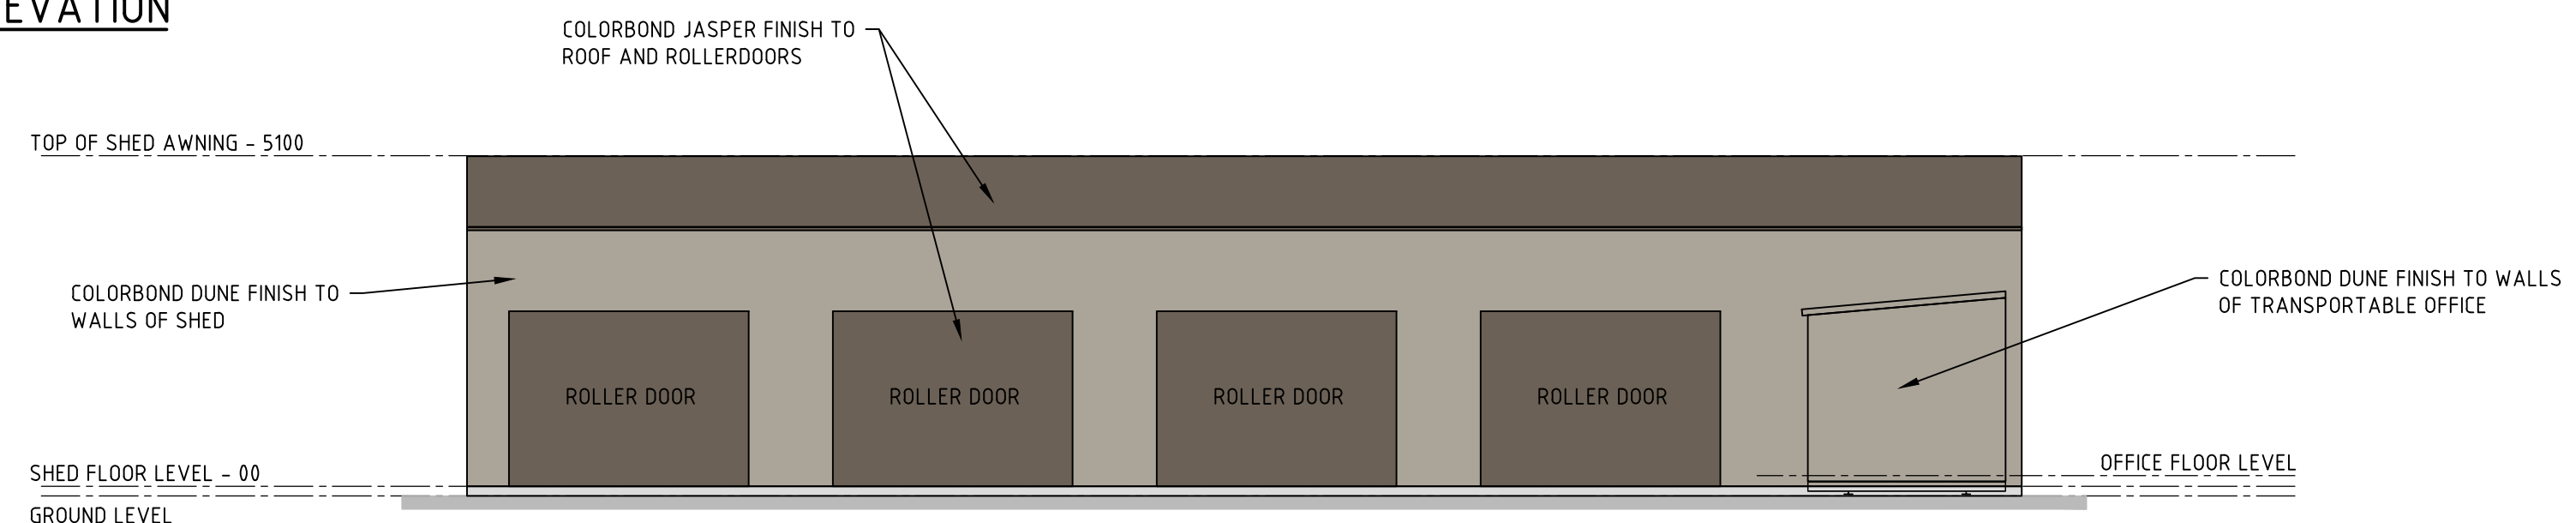 EVATION
COLORBOND JASPER FINISH TO
ROOF AND ROLLERDOORS
TOP OF SHED AWNING - 5100
COLORBOND DUNE FINISH TO
WALLS OF SHED
COLORBOND DUNE FINISH TO WALLS
OF TRANSPORTABLE OFFICE
ROLLER DOOR
ROLLER DOOR
ROLLER DOOR
ROLLER DOOR
SHED FLOOR LEVEL - 00
OFFICE FLOOR LEVEL
GROUND LEVEL